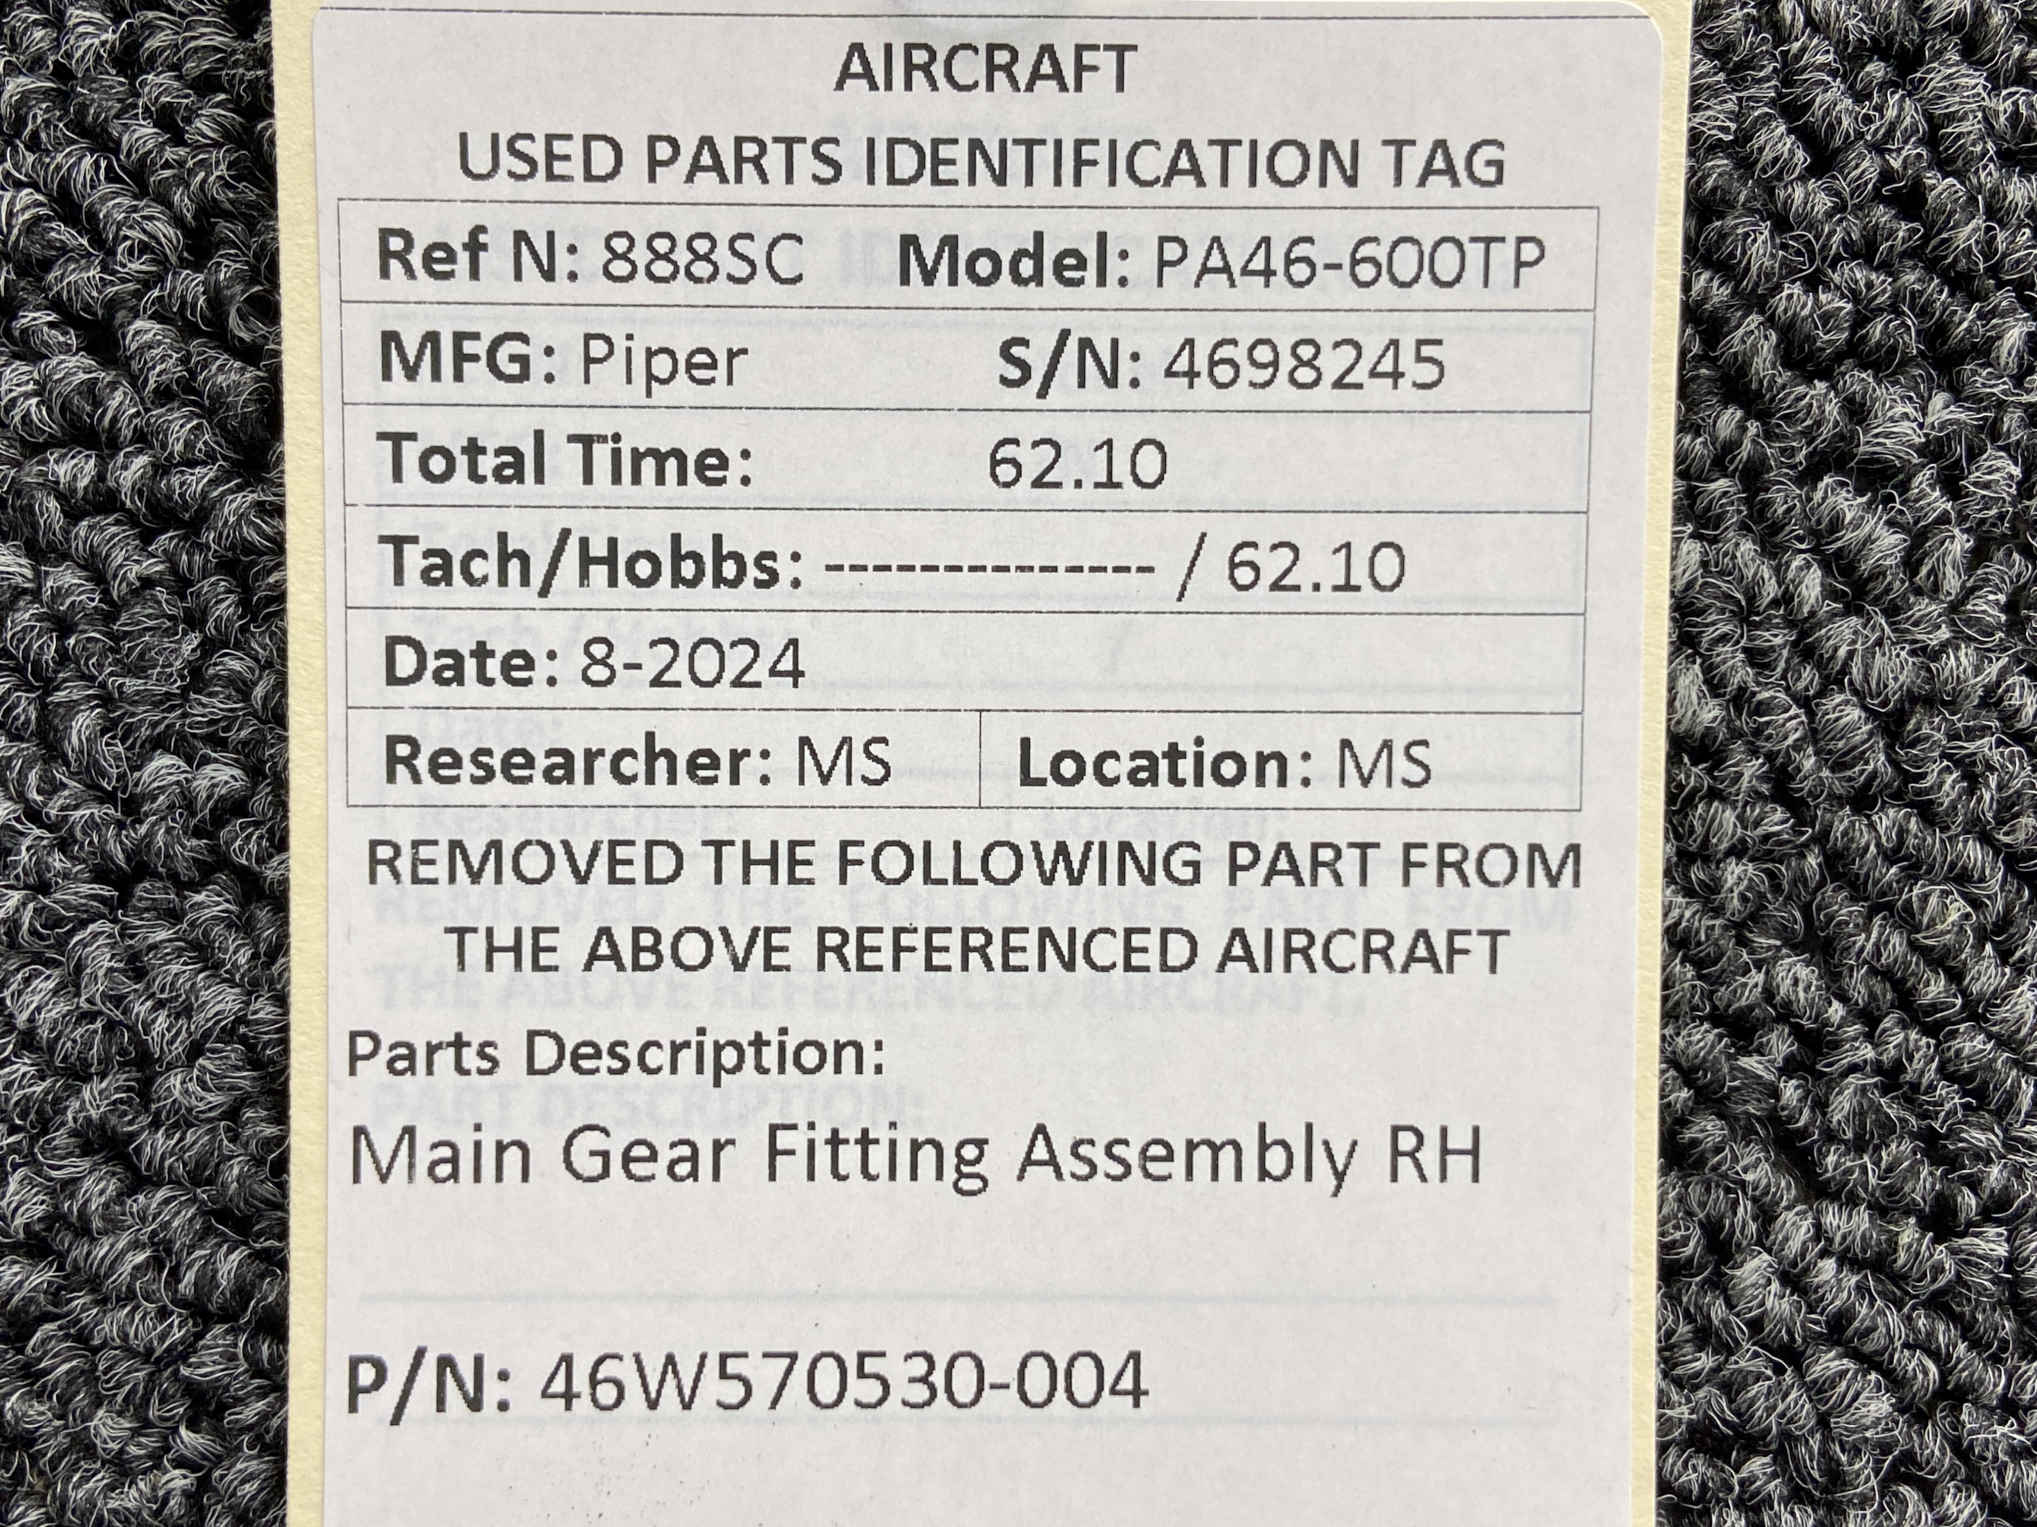 AIRCRAFT
USED PARTS IDENTIFICATION TAG
Ref N: 888SC Model: PA46-600TP
MFG: Piper S/N: 4698245
Total Time: 62.10
Tach/Hobbs: -------------- / 62.10
Date: 8-2024
Researcher: MS Location: MS
REMOVED THE FOLLOWING PART FROM
THE ABOVE REFERENCED AIRCRAFT
Parts Description:
Main Gear Fitting Assembly RH
P/N: 46W570530-004